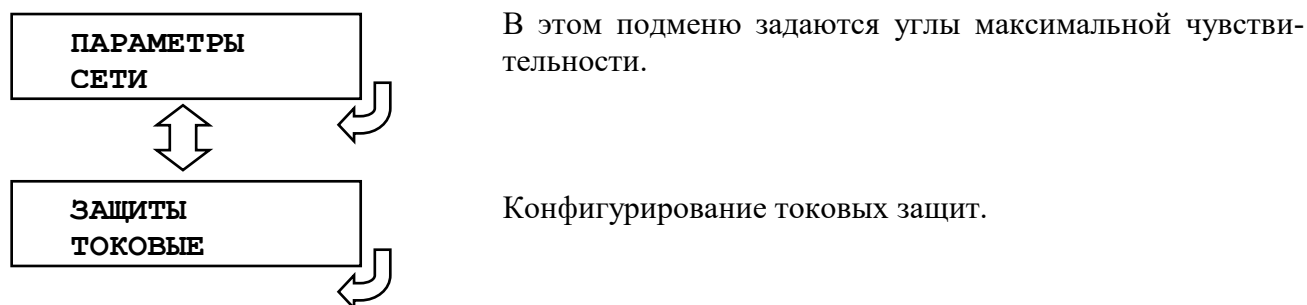 ПАРАМЕТРЫ
СЕТИ
В этом подменю задаются углы максимальной чувстви-
тельности.
ЗАЩИТЫ
ТОКОВЫЕ
Конфигурирование токовых защит.